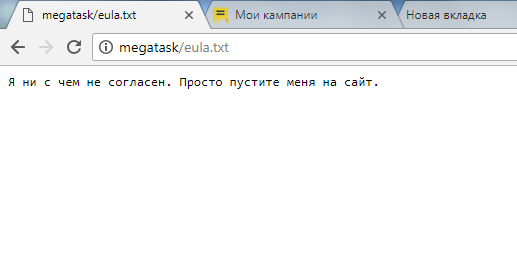 megatask/eula.txt
Мои кампании
Новая вкладка
megatask/eula.txt
Я ни с чем не согласен. Просто пустите меня на сайт.